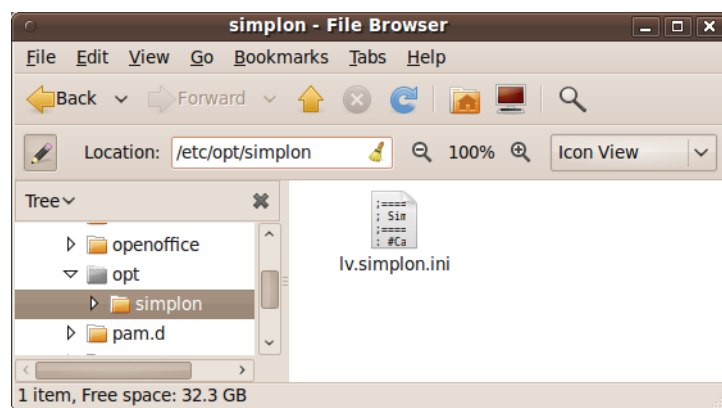 simplon - File Browser
File Edit View Go Bookmarks Tabs Help
Back Forward
Location: /etc/opt/simplon 100% Icon View
Tree
openoffice
opt
simplon
pam.d
;====
; Sim
;====
: #Ca
lv.simplon.ini
1 item, Free space: 32.3 GB